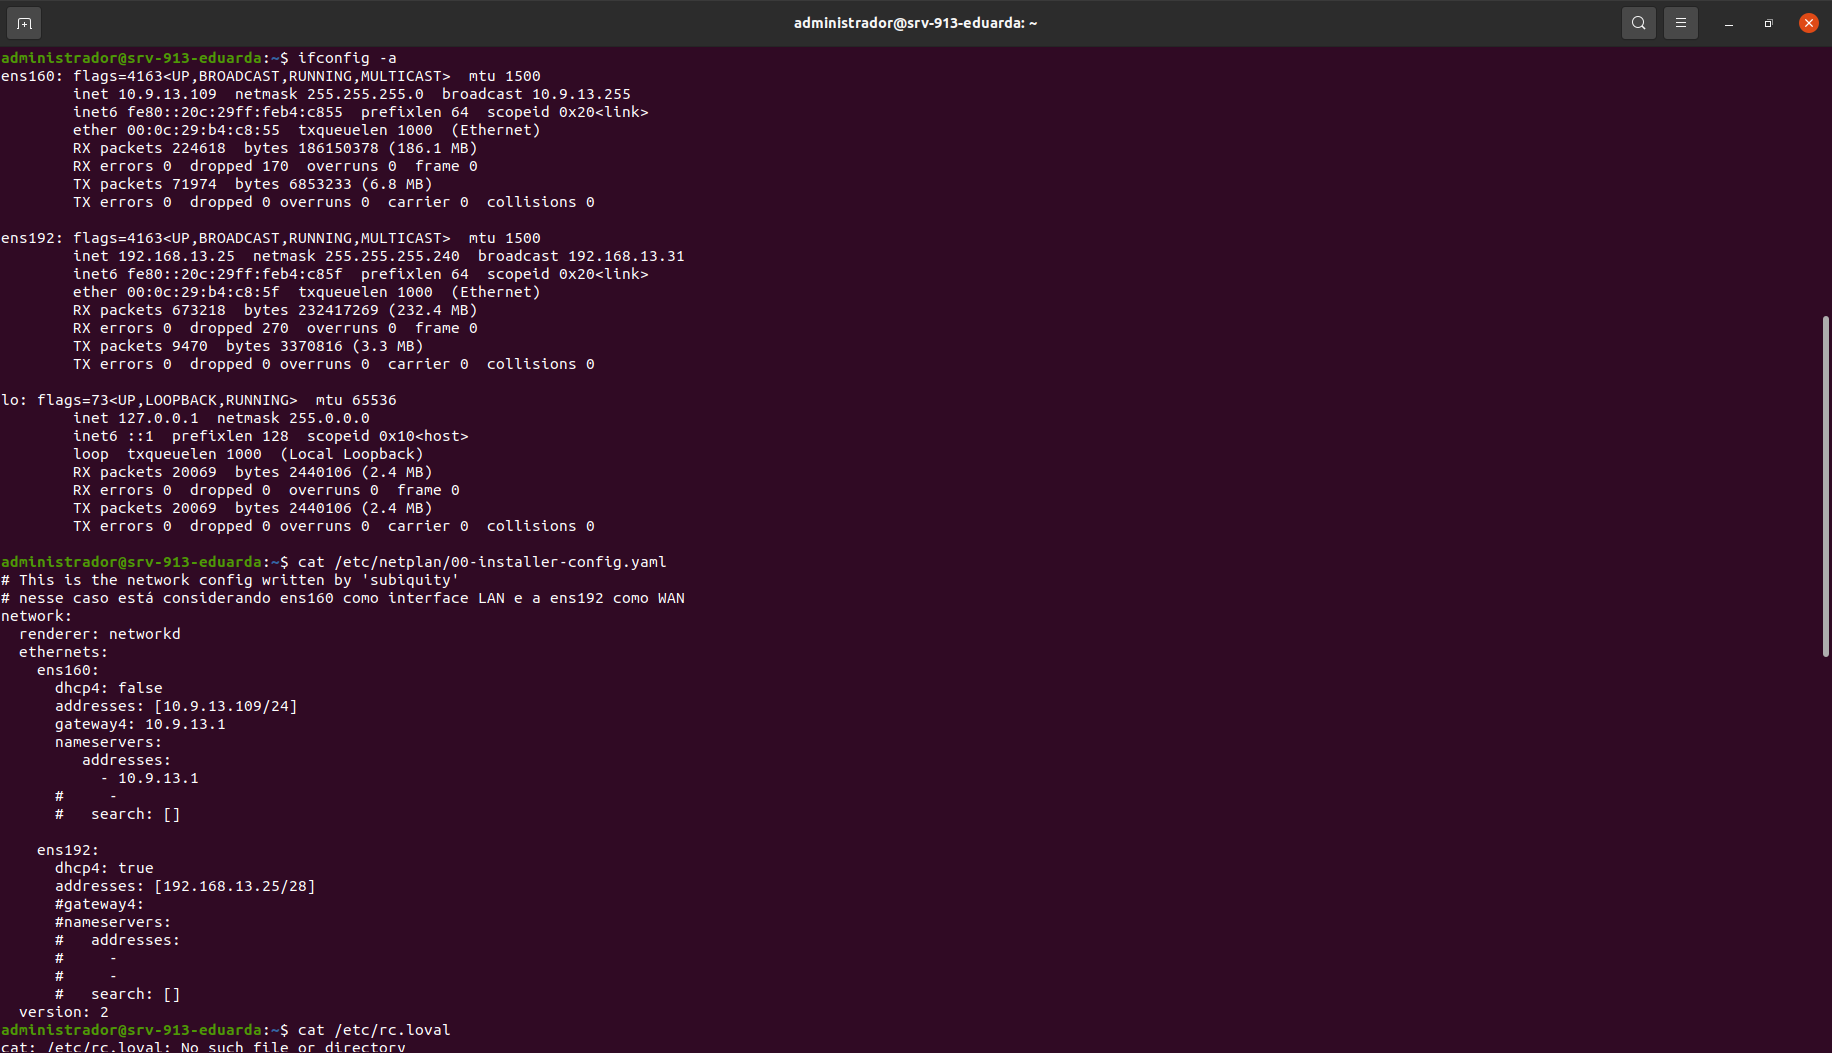 administrador@srv-913-eduarda: ~
administrador@srv-913-eduarda:~$ ifconfig -a
ens160: flags=4163<UP,BROADCAST,RUNNING,MULTICAST>  mtu 1500
        inet 10.9.13.109  netmask 255.255.255.0  broadcast 10.9.13.255
        inet6 fe80::20c:29ff:feb4:c855  prefixlen 64  scopeid 0x20<link>
        ether 00:0c:29:b4:c8:55  txqueuelen 1000  (Ethernet)
        RX packets 224618  bytes 186150378 (186.1 MB)
        RX errors 0  dropped 170  overruns 0  frame 0
        TX packets 71974  bytes 6853233 (6.8 MB)
        TX errors 0  dropped 0 overruns 0  carrier 0  collisions 0

ens192: flags=4163<UP,BROADCAST,RUNNING,MULTICAST>  mtu 1500
        inet 192.168.13.25  netmask 255.255.255.240  broadcast 192.168.13.31
        inet6 fe80::20c:29ff:feb4:c85f  prefixlen 64  scopeid 0x20<link>
        ether 00:0c:29:b4:c8:5f  txqueuelen 1000  (Ethernet)
        RX packets 673218  bytes 232417269 (232.4 MB)
        RX errors 0  dropped 270  overruns 0  frame 0
        TX packets 9470  bytes 3370816 (3.3 MB)
        TX errors 0  dropped 0 overruns 0  carrier 0  collisions 0

lo: flags=73<UP,LOOPBACK,RUNNING>  mtu 65536
        inet 127.0.0.1  netmask 255.0.0.0
        inet6 ::1  prefixlen 128  scopeid 0x10<host>
        loop  txqueuelen 1000  (Local Loopback)
        RX packets 20069  bytes 2440106 (2.4 MB)
        RX errors 0  dropped 0  overruns 0  frame 0
        TX packets 20069  bytes 2440106 (2.4 MB)
        TX errors 0  dropped 0 overruns 0  carrier 0  collisions 0

administrador@srv-913-eduarda:~$ cat /etc/netplan/00-installer-config.yaml
# This is the network config written by 'subiquity'
# nesse caso está considerando ens160 como interface LAN e a ens192 como WAN
network:
  renderer: networkd
  ethernets:
    ens160:
      dhcp4: false
      addresses: [10.9.13.109/24]
      gateway4: 10.9.13.1
      nameservers:
         addresses:
           - 10.9.13.1
      #     -
      #   search: []

    ens192:
      dhcp4: true
      addresses: [192.168.13.25/28]
      #gateway4:
      #nameservers:
      #   addresses:
      #     -
      #     -
      #   search: []
  version: 2
administrador@srv-913-eduarda:~$ cat /etc/rc.loval
cat: /etc/rc.loval: No such file or directory